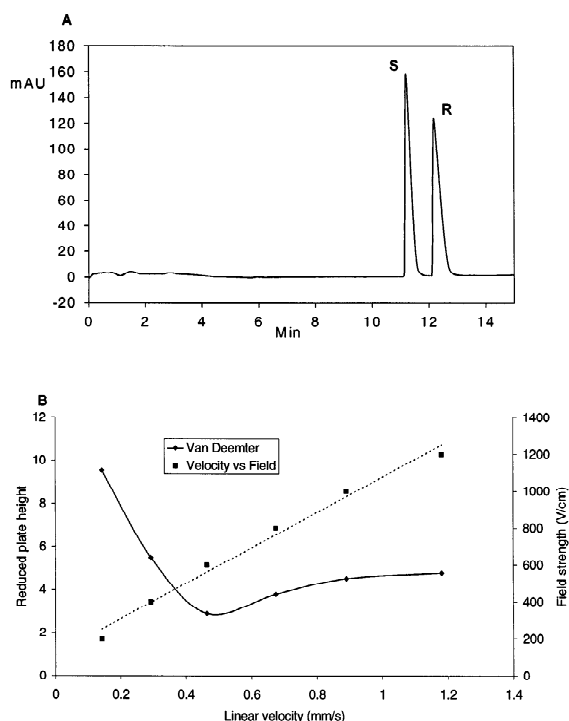 A
180
160
mAU
140
120
100
80
60
40
20
0
-20
S
R
0 2 4 6 8 10 12 14
Min
B
12
10
8
6
4
2
0
Reduced plate height
Van Deemter
Velocity vs Field
1400
1200
1000
800
600
400
200
0
Field strength (V/cm)
0 0.2 0.4 0.6 0.8 1 1.2 1.4
Linear velocity (mm/s)